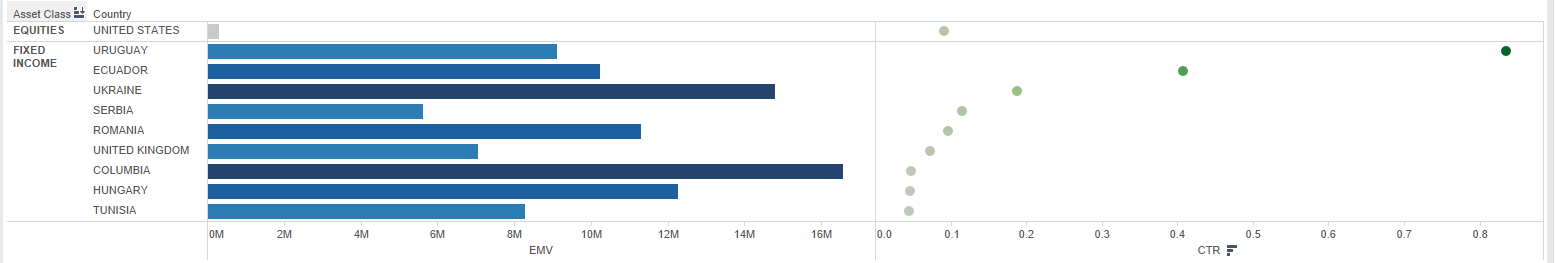 Asset Class Country
EQUITIES UNITED STATES
FIXED URUGUAY
INCOME
ECUADOR
UKRAINE
SERBIA
ROMANIA
UNITED KINGDOM
COLUMBIA
HUNGARY
TUNISIA
0M 2M 4M 6M 8M 10M 12M 14M 16M 0.0 0.1 0.2 0.3 0.4 0.5 0.6 0.7 0.8
EMV CTR